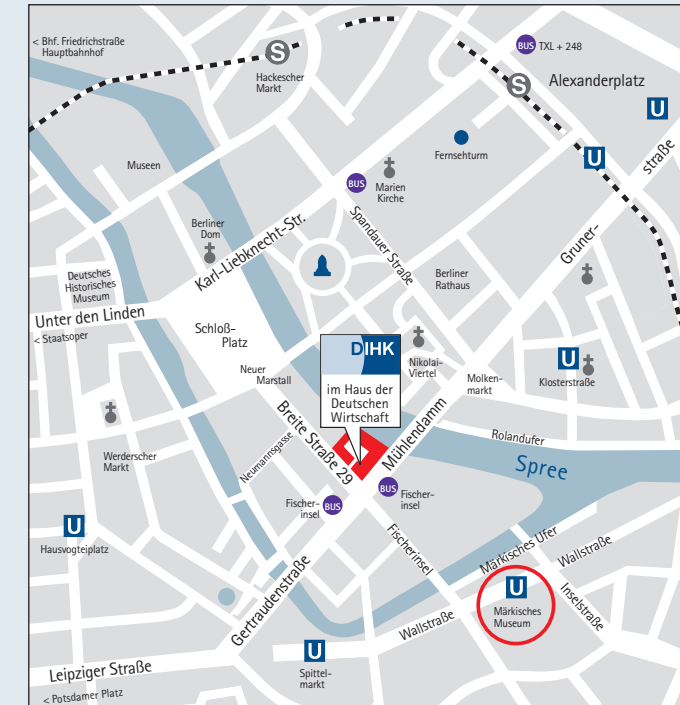 < Bhf. Friedrichstraße
Hauptbahnhof
S
Hackescher
Markt
BUS TXL + 248
S
Alexanderplatz
U
U
straße
Gruner-
Fernsehturm
Museen
BUS
Marien
Kirche
Berliner
Dom
Karl-Liebknecht-Str.
Spandauer Straße
Berliner
Rathaus
Deutsches
Historisches
Museum
Unter den Linden
< Staatsoper
Schloß-
Platz
Neuer
Marstall
DIHK
im Haus der
Deutschen
Wirtschaft
Nikolai-
Viertel
Molken-
markt
U
Klosterstraße
Breite Straße 29
Mühlendamm
Rolandufer
Spree
Neumannsgasse
Werderscher
Markt
U
Hausvogteiplatz
Fischer-
insel
BUS
BUS
Fischer-
insel
Fischerinsel
Märkisches Ufer
Wallstraße
U
Märkisches
Museum
Inselstraße
Wallstraße
Gertraudenstraße
U
Spittel-
markt
Leipziger Straße
< Potsdamer Platz